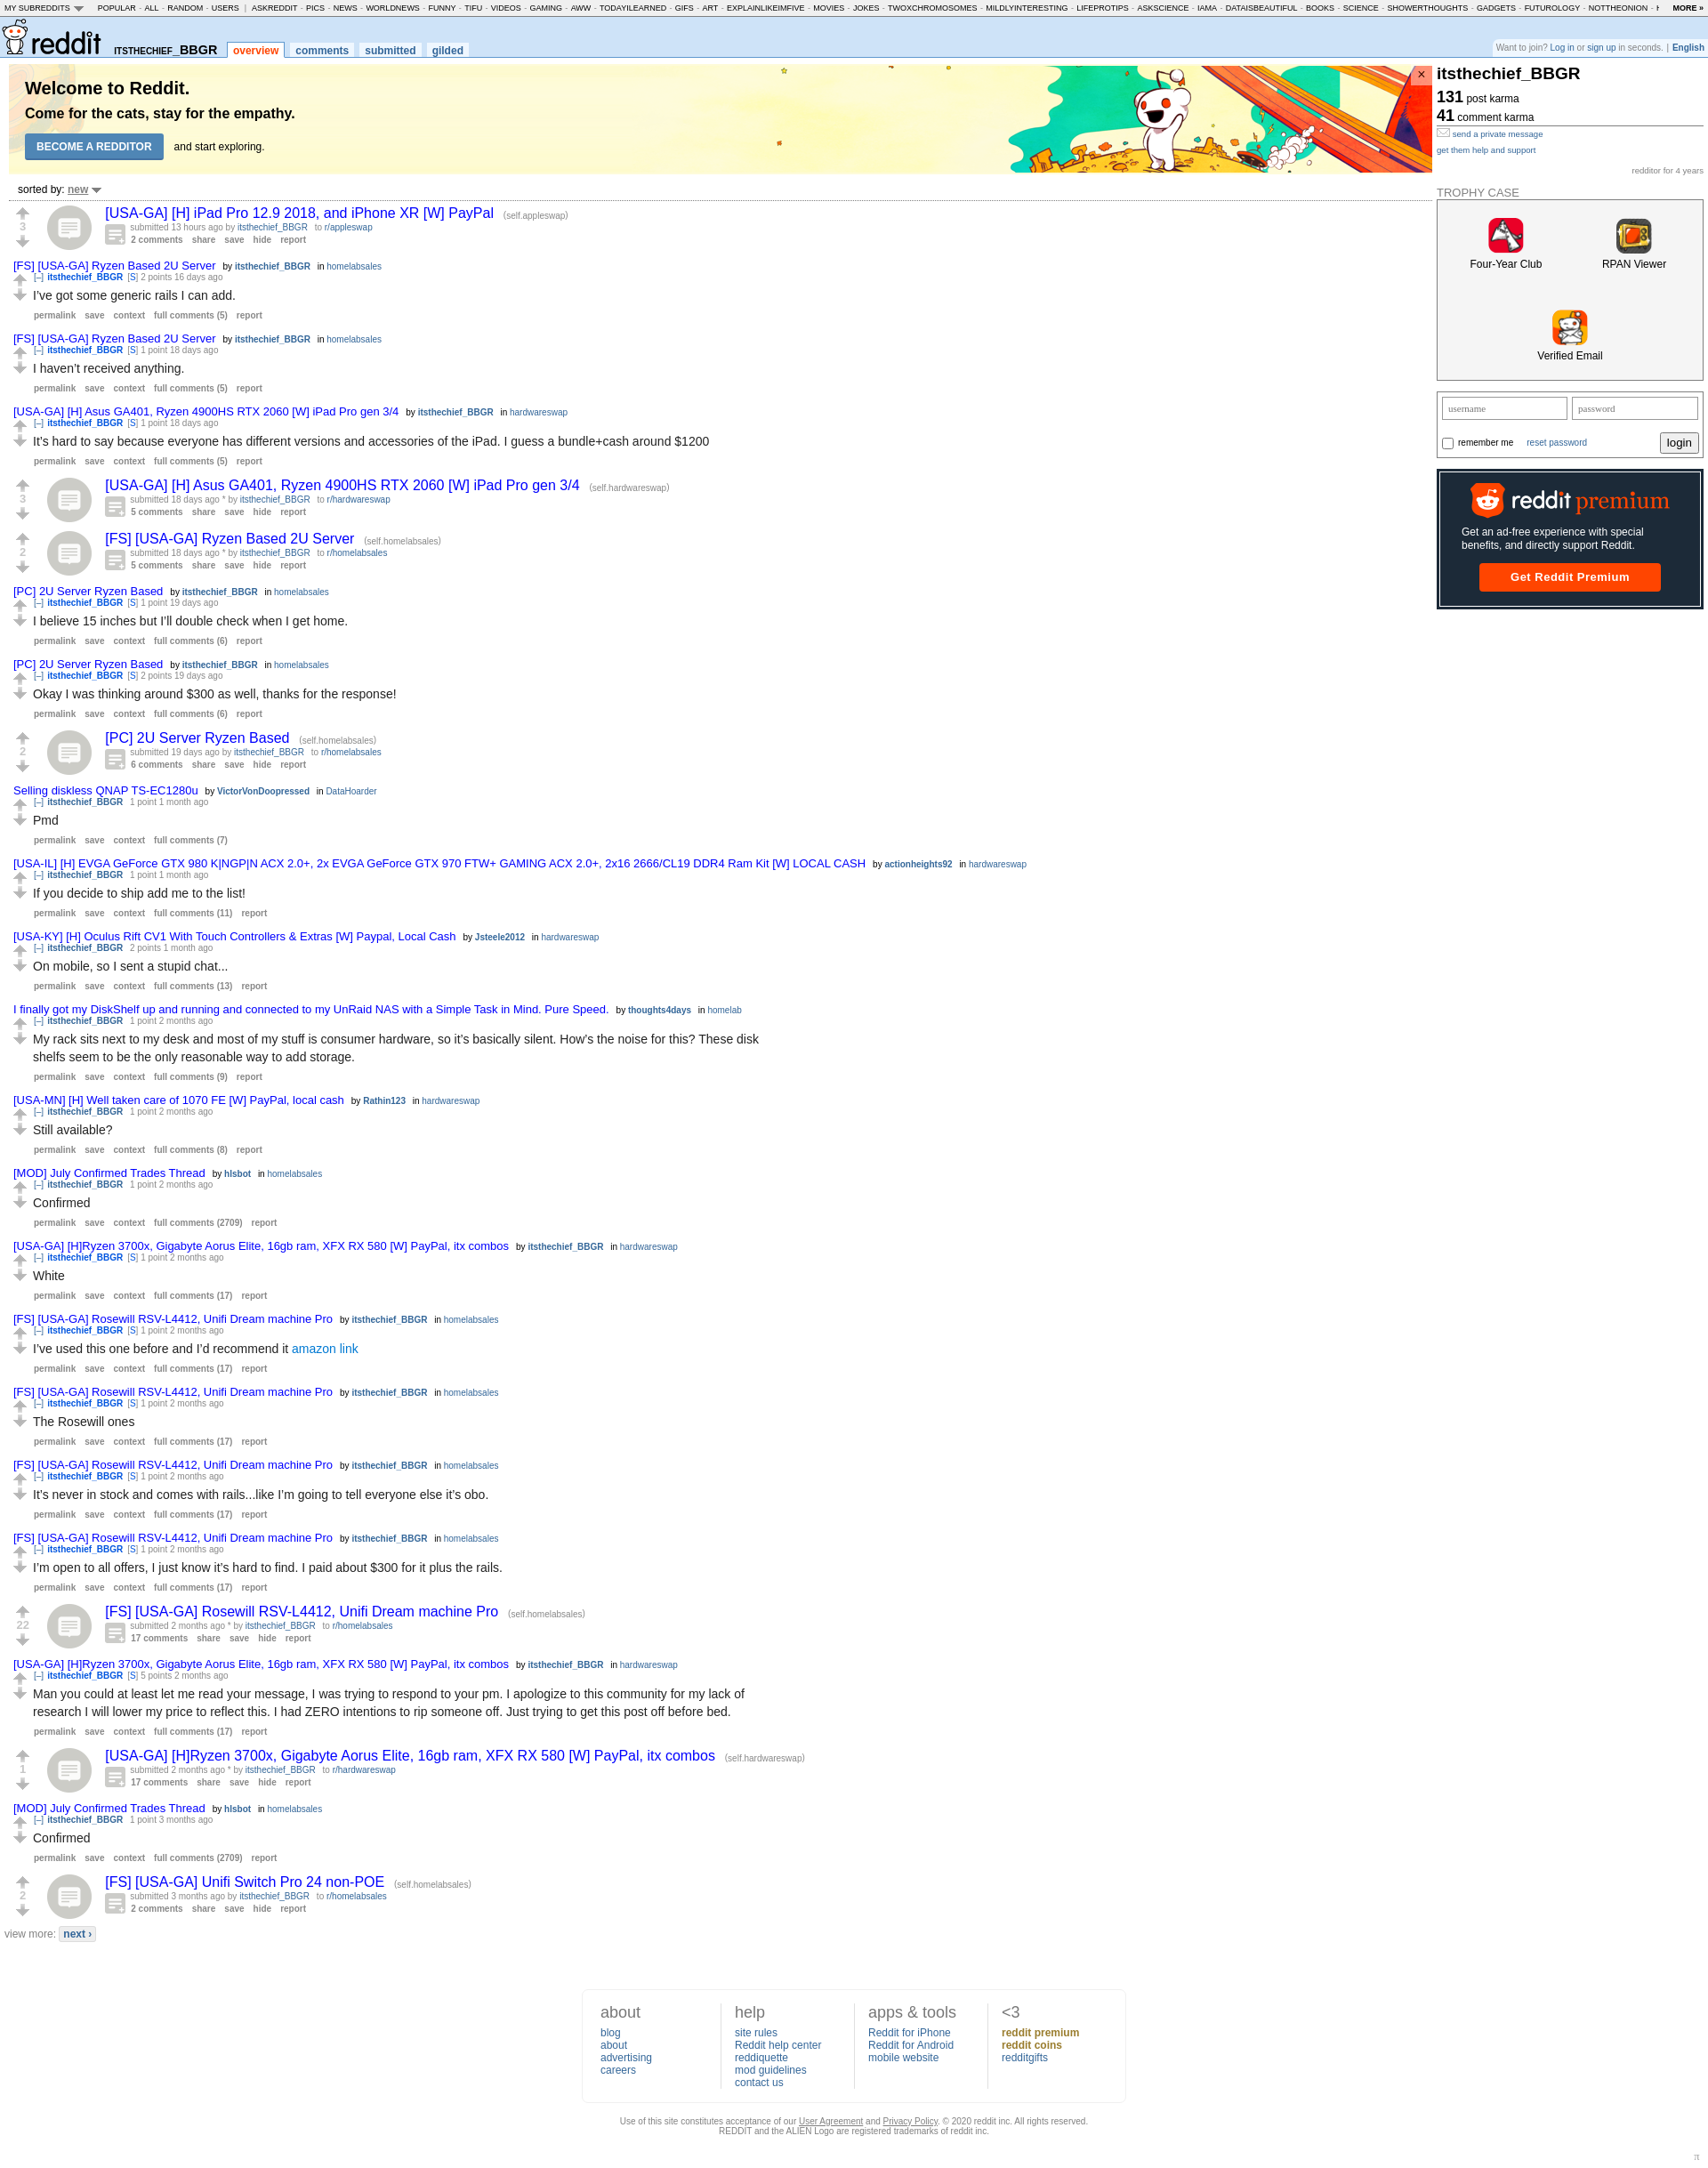 MY SUBREDDITS POPULAR - ALL - RANDOM - USERS | ASKREDDIT - PICS - NEWS - WORLDNEWS - FUNNY - TIFU - VIDEOS - GAMING - AWW - TODAYILEARNED - GIFS - ART - EXPLAINLIKEIMFIVE - MOVIES - JOKES - TWOXCHROMOSOMES - MILDLYINTERESTING - LIFEPROTIPS - ASKSCIENCE - IAMA - DATAISBEAUTIFUL - BOOKS - SCIENCE - SHOWERTHOUGHTS - GADGETS - FUTUROLOGY - NOTTHEONION - MORE »
reddit ITSTHECHIEF_BBGR overview comments submitted gilded
Want to join? Log in or sign up in seconds. | English
Welcome to Reddit.
Come for the cats, stay for the empathy.
BECOME A REDDITOR and start exploring.
×
sorted by: new
[USA-GA] [H] iPad Pro 12.9 2018, and iPhone XR [W] PayPal (self.appleswap)
3
submitted 13 hours ago by itsthechief_BBGR to r/appleswap
2 comments share save hide report
[FS] [USA-GA] Ryzen Based 2U Server by itsthechief_BBGR in homelabsales
[–] itsthechief_BBGR [S] 2 points 16 days ago
I’ve got some generic rails I can add.
permalink save context full comments (5) report
[FS] [USA-GA] Ryzen Based 2U Server by itsthechief_BBGR in homelabsales
[–] itsthechief_BBGR [S] 1 point 18 days ago
I haven’t received anything.
permalink save context full comments (5) report
[USA-GA] [H] Asus GA401, Ryzen 4900HS RTX 2060 [W] iPad Pro gen 3/4 by itsthechief_BBGR in hardwareswap
[–] itsthechief_BBGR [S] 1 point 18 days ago
It’s hard to say because everyone has different versions and accessories of the iPad. I guess a bundle+cash around $1200
permalink save context full comments (5) report
[USA-GA] [H] Asus GA401, Ryzen 4900HS RTX 2060 [W] iPad Pro gen 3/4 (self.hardwareswap)
3
submitted 18 days ago * by itsthechief_BBGR to r/hardwareswap
5 comments share save hide report
[FS] [USA-GA] Ryzen Based 2U Server (self.homelabsales)
2
submitted 18 days ago * by itsthechief_BBGR to r/homelabsales
5 comments share save hide report
[PC] 2U Server Ryzen Based by itsthechief_BBGR in homelabsales
[–] itsthechief_BBGR [S] 1 point 19 days ago
I believe 15 inches but I’ll double check when I get home.
permalink save context full comments (6) report
[PC] 2U Server Ryzen Based by itsthechief_BBGR in homelabsales
[–] itsthechief_BBGR [S] 2 points 19 days ago
Okay I was thinking around $300 as well, thanks for the response!
permalink save context full comments (6) report
[PC] 2U Server Ryzen Based (self.homelabsales)
2
submitted 19 days ago by itsthechief_BBGR to r/homelabsales
6 comments share save hide report
Selling diskless QNAP TS-EC1280u by VictorVonDoopressed in DataHoarder
[–] itsthechief_BBGR 1 point 1 month ago
Pmd
permalink save context full comments (7)
[USA-IL] [H] EVGA GeForce GTX 980 K|NGP|N ACX 2.0+, 2x EVGA GeForce GTX 970 FTW+ GAMING ACX 2.0+, 2x16 2666/CL19 DDR4 Ram Kit [W] LOCAL CASH by actionheights92 in hardwareswap
[–] itsthechief_BBGR 1 point 1 month ago
If you decide to ship add me to the list!
permalink save context full comments (11) report
[USA-KY] [H] Oculus Rift CV1 With Touch Controllers & Extras [W] Paypal, Local Cash by Jsteele2012 in hardwareswap
[–] itsthechief_BBGR 2 points 1 month ago
On mobile, so I sent a stupid chat...
permalink save context full comments (13) report
I finally got my DiskShelf up and running and connected to my UnRaid NAS with a Simple Task in Mind. Pure Speed. by thoughts4days in homelab
[–] itsthechief_BBGR 1 point 2 months ago
My rack sits next to my desk and most of my stuff is consumer hardware, so it’s basically silent. How’s the noise for this? These disk
shelfs seem to be the only reasonable way to add storage.
permalink save context full comments (9) report
[USA-MN] [H] Well taken care of 1070 FE [W] PayPal, local cash by Rathin123 in hardwareswap
[–] itsthechief_BBGR 1 point 2 months ago
Still available?
permalink save context full comments (8) report
[MOD] July Confirmed Trades Thread by hlsbot in homelabsales
[–] itsthechief_BBGR 1 point 2 months ago
Confirmed
permalink save context full comments (2709) report
[USA-GA] [H]Ryzen 3700x, Gigabyte Aorus Elite, 16gb ram, XFX RX 580 [W] PayPal, itx combos by itsthechief_BBGR in hardwareswap
[–] itsthechief_BBGR [S] 1 point 2 months ago
White
permalink save context full comments (17) report
[FS] [USA-GA] Rosewill RSV-L4412, Unifi Dream machine Pro by itsthechief_BBGR in homelabsales
[–] itsthechief_BBGR [S] 1 point 2 months ago
I’ve used this one before and I’d recommend it amazon link
permalink save context full comments (17) report
[FS] [USA-GA] Rosewill RSV-L4412, Unifi Dream machine Pro by itsthechief_BBGR in homelabsales
[–] itsthechief_BBGR [S] 1 point 2 months ago
The Rosewill ones
permalink save context full comments (17) report
[FS] [USA-GA] Rosewill RSV-L4412, Unifi Dream machine Pro by itsthechief_BBGR in homelabsales
[–] itsthechief_BBGR [S] 1 point 2 months ago
It’s never in stock and comes with rails...like I’m going to tell everyone else it’s obo.
permalink save context full comments (17) report
[FS] [USA-GA] Rosewill RSV-L4412, Unifi Dream machine Pro by itsthechief_BBGR in homelabsales
[–] itsthechief_BBGR [S] 1 point 2 months ago
I’m open to all offers, I just know it’s hard to find. I paid about $300 for it plus the rails.
permalink save context full comments (17) report
[FS] [USA-GA] Rosewill RSV-L4412, Unifi Dream machine Pro (self.homelabsales)
22
submitted 2 months ago * by itsthechief_BBGR to r/homelabsales
17 comments share save hide report
[USA-GA] [H]Ryzen 3700x, Gigabyte Aorus Elite, 16gb ram, XFX RX 580 [W] PayPal, itx combos by itsthechief_BBGR in hardwareswap
[–] itsthechief_BBGR [S] 5 points 2 months ago
Man you could at least let me read your message, I was trying to respond to your pm. I apologize to this community for my lack of
research I will lower my price to reflect this. I had ZERO intentions to rip someone off. Just trying to get this post off before bed.
permalink save context full comments (17) report
[USA-GA] [H]Ryzen 3700x, Gigabyte Aorus Elite, 16gb ram, XFX RX 580 [W] PayPal, itx combos (self.hardwareswap)
1
submitted 2 months ago * by itsthechief_BBGR to r/hardwareswap
17 comments share save hide report
[MOD] July Confirmed Trades Thread by hlsbot in homelabsales
[–] itsthechief_BBGR 1 point 3 months ago
Confirmed
permalink save context full comments (2709) report
[FS] [USA-GA] Unifi Switch Pro 24 non-POE (self.homelabsales)
2
submitted 3 months ago by itsthechief_BBGR to r/homelabsales
2 comments share save hide report
view more: next ›
itsthechief_BBGR
131 post karma
41 comment karma
send a private message
get them help and support
redditor for 4 years
TROPHY CASE
Four-Year Club RPAN Viewer
Verified Email
username password
remember me reset password login
reddit premium
Get an ad-free experience with special
benefits, and directly support Reddit.
Get Reddit Premium
about
blog
about
advertising
careers
help
site rules
Reddit help center
reddiquette
mod guidelines
contact us
apps & tools
Reddit for iPhone
Reddit for Android
mobile website
<3
reddit premium
reddit coins
redditgifts
Use of this site constitutes acceptance of our User Agreement and Privacy Policy. © 2020 reddit inc. All rights reserved.
REDDIT and the ALIEN Logo are registered trademarks of reddit inc.
π